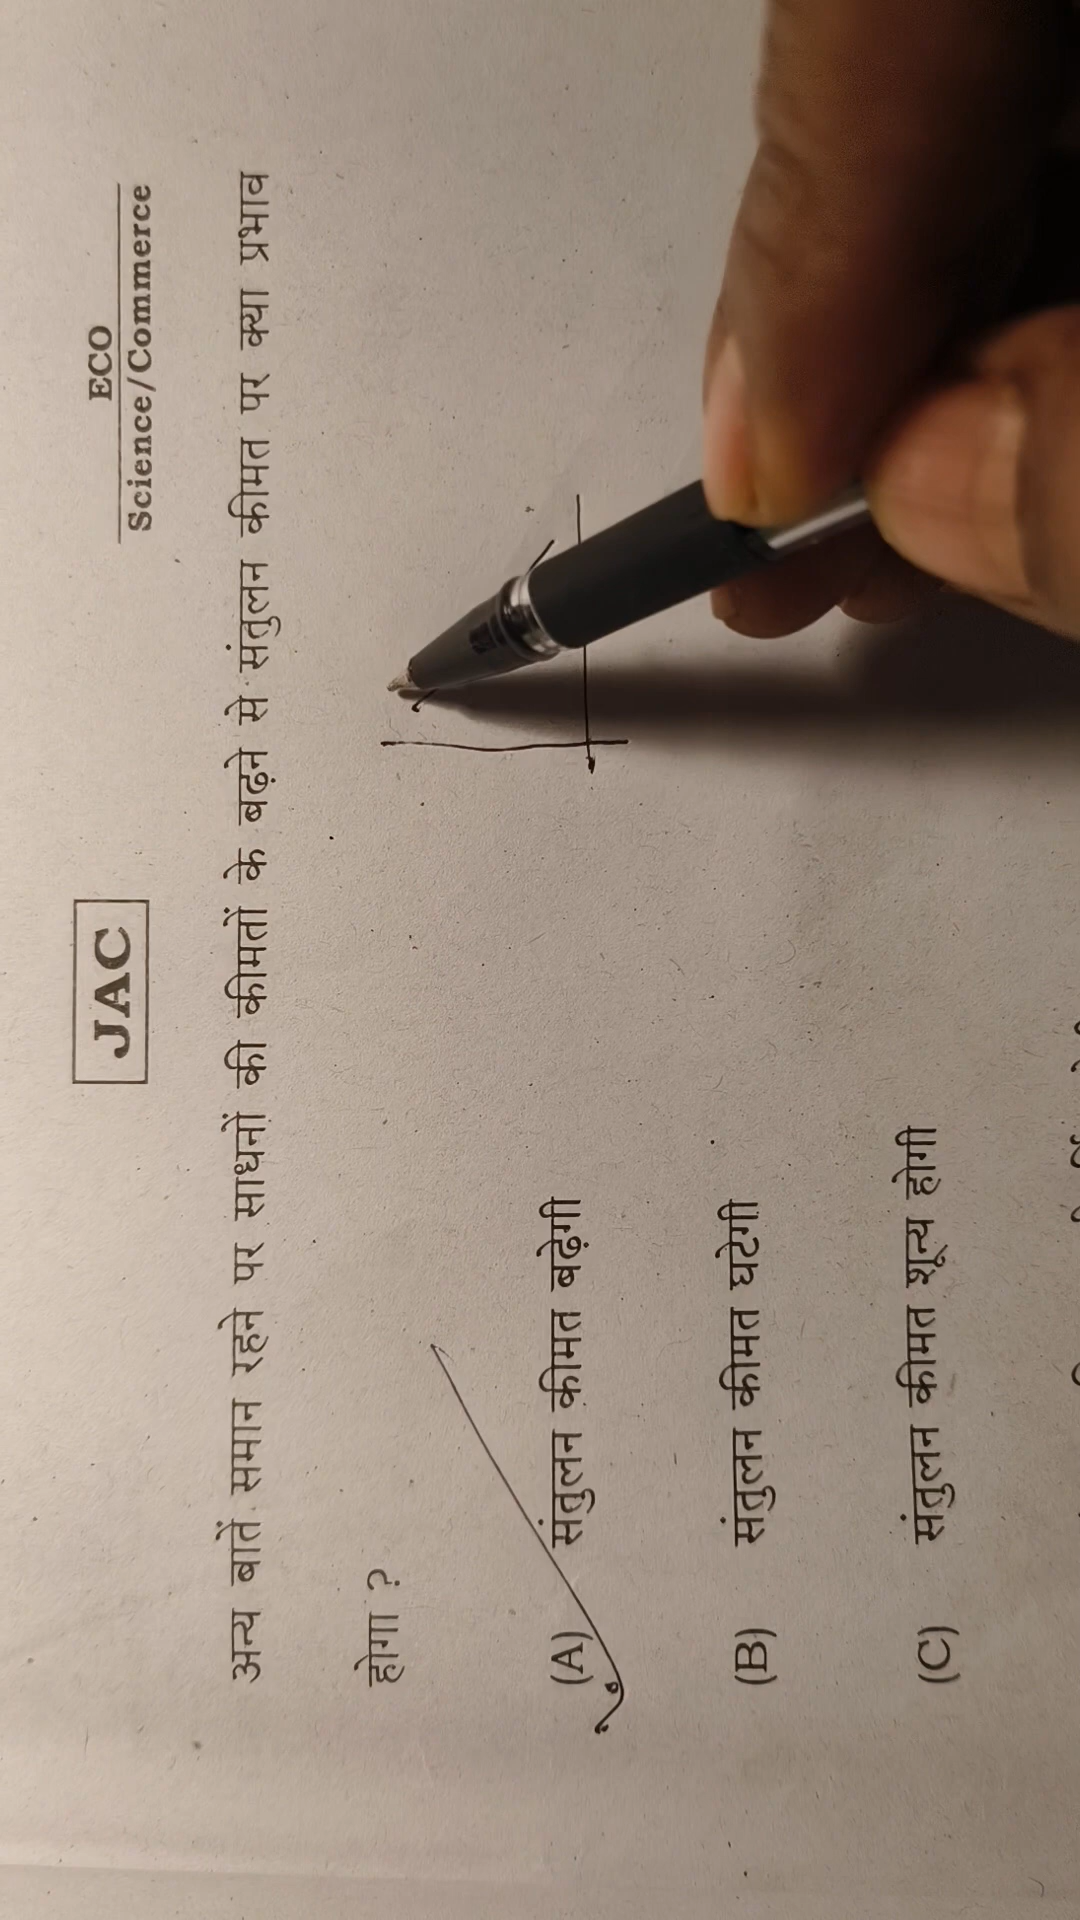 JAC
ECO
Science/Commerce
अन्य बातें समान रहने पर साधनों की कीमतों के बढ़ने से संतुलन कीमत पर क्या प्रभाव
होगा ?
(A) संतुलन कीमत बढ़ेगी
(B) संतुलन कीमत घटेगी
(C) संतुलन कीमत शून्य होगी